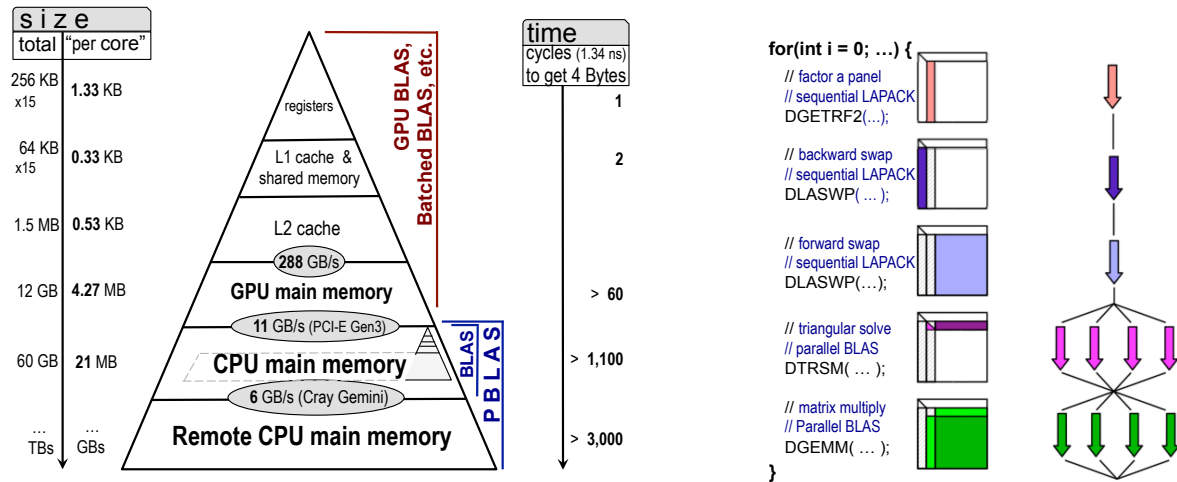 size
total "per core"
256 KB
x15
1.33 KB
64 KB
x15
0.33 KB
1.5 MB
0.53 KB
12 GB
4.27 MB
60 GB
21 MB
...
TBs
...
GBs
registers
L1 cache &
shared memory
L2 cache
288 GB/s
GPU main memory
11 GB/s (PCI-E Gen3)
CPU main memory
6 GB/s (Cray Gemini)
Remote CPU main memory
GPU BLAS,
Batched BLAS, etc.
BLAS
PBLAS
time
cycles (1.34 ns)
to get 4 Bytes
1
2
> 60
> 1,100
> 3,000
for(int i = 0; ...) {
// factor a panel
// sequential LAPACK
DGETRF2(...);
// backward swap
// sequential LAPACK
DLASWP( ... );
// forward swap
// sequential LAPACK
DLASWP(...);
// triangular solve
// parallel BLAS
DTRSM( ... );
// matrix multiply
// Parallel BLAS
DGEMM( ... );
}